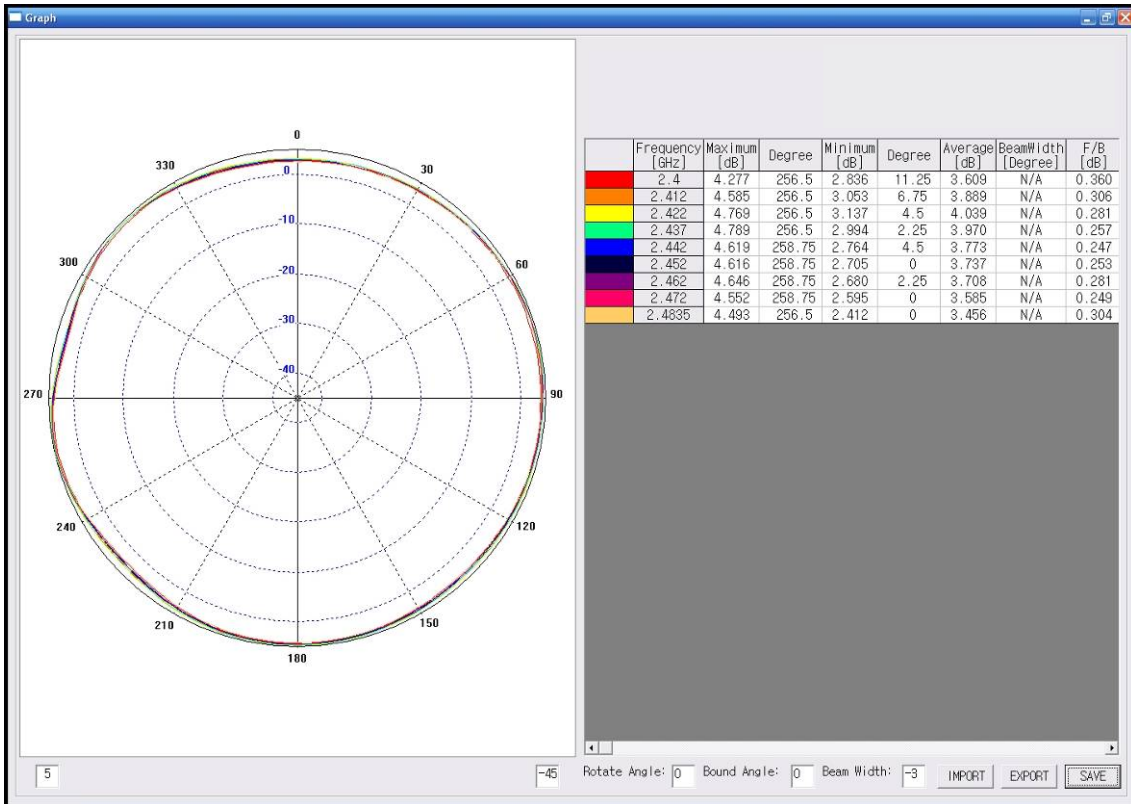 Graph
0
330
30
0
-10
300
60
-20
-30
-40
270
90
240
120
210
150
180
Frequency [GHz] Maximum [dB] Degree Minimum [dB] Degree Average [dB] BeamWidth [Degree] F/B [dB]
2.4 4.277 256.5 2.836 11.25 3.609 N/A 0.360
2.412 4.585 256.5 3.053 6.75 3.889 N/A 0.306
2.422 4.769 256.5 3.137 4.5 4.039 N/A 0.281
2.437 4.789 256.5 2.994 2.25 3.970 N/A 0.257
2.442 4.619 258.75 2.764 4.5 3.773 N/A 0.247
2.452 4.616 258.75 2.705 0 3.737 N/A 0.253
2.462 4.646 258.75 2.680 2.25 3.708 N/A 0.281
2.472 4.552 258.75 2.595 0 3.585 N/A 0.249
2.4835 4.493 256.5 2.412 0 3.456 N/A 0.304
5 -45 Rotate Angle: 0 Bound Angle: 0 Beam Width: -3 IMPORT EXPORT SAVE